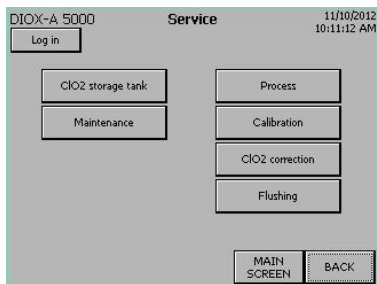 DIOX-A 5000
Service
11/10/2012
10:11:12 AM
Log in
ClO2 storage tank
Process
Maintenance
Calibration
ClO2 correction
Flushing
MAIN
SCREEN
BACK